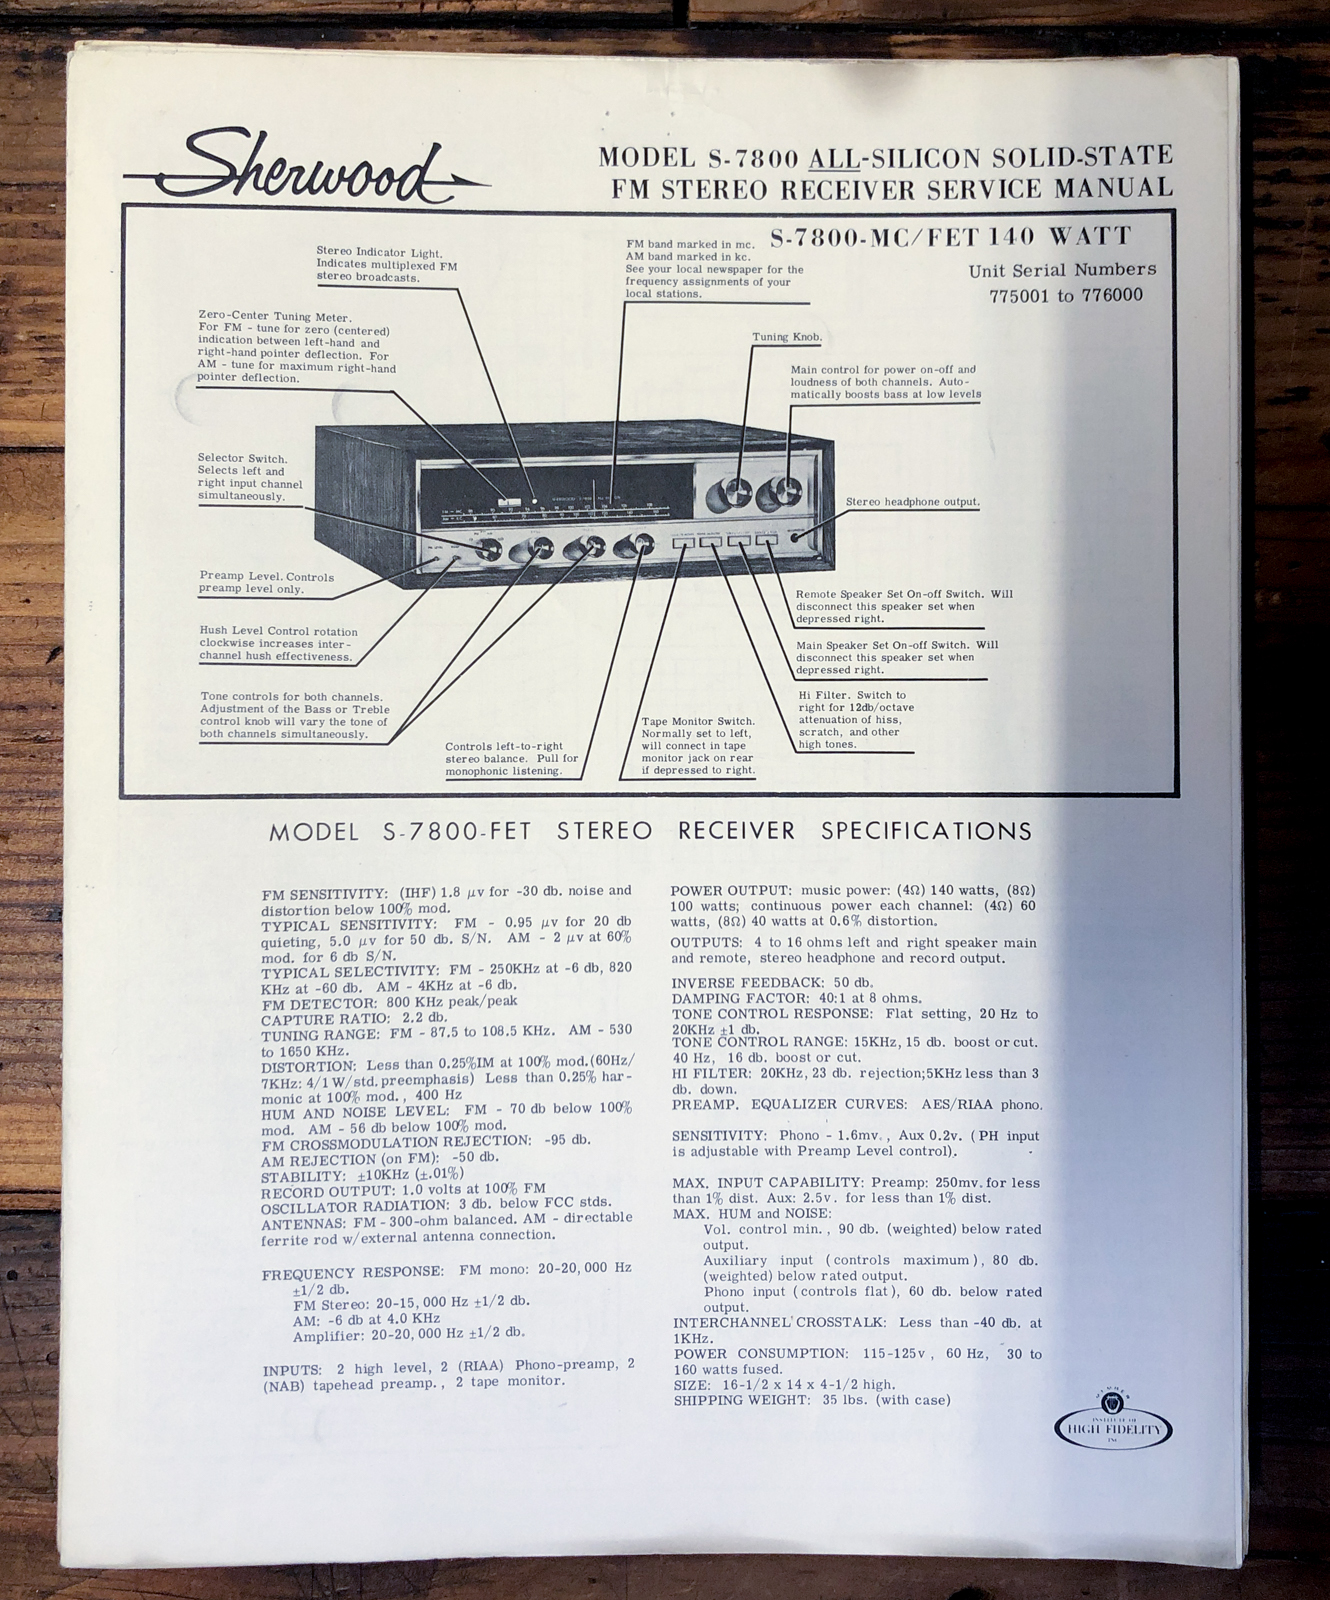 Sherwood
MODEL S-7800 ALL-SILICON SOLID-STATE
FM STEREO RECEIVER SERVICE MANUAL
S-7800-MC/FET 140 WATT
Unit Serial Numbers
775001 to 776000
Stereo Indicator Light.
Indicates multiplexed FM
stereo broadcasts.
FM band marked in mc.
AM band marked in kc.
See your local newspaper for the
frequency assignments of your
local stations.
Zero-Center Tuning Meter.
For FM - tune for zero (centered)
indication between left-hand and
right-hand pointer deflection. For
AM - tune for maximum right-hand
pointer deflection.
Tuning Knob.
Main control for power on-off and
loudness of both channels. Auto-
matically boosts bass at low levels
Selector Switch.
Selects left and
right input channel
simultaneously.
Stereo headphone output.
Preamp Level. Controls
preamp level only.
Remote Speaker Set On-off Switch. Will
disconnect this speaker set when
depressed right.
Hush Level Control rotation
clockwise increases inter-
channel hush effectiveness.
Main Speaker Set On-off Switch. Will
disconnect this speaker set when
depressed right.
Tone controls for both channels.
Adjustment of the Bass or Treble
control knob will vary the tone of
both channels simultaneously.
Hi Filter. Switch to
right for 12db/octave
attenuation of hiss,
scratch, and other
high tones.
Controls left-to-right
stereo balance. Pull for
monophonic listening.
Tape Monitor Switch.
Normally set to left,
will connect in tape
monitor jack on rear
if depressed to right.
MODEL S-7800-FET STEREO RECEIVER SPECIFICATIONS
FM SENSITIVITY: (IHF) 1.8 μv for -30 db. noise and
distortion below 100% mod.
TYPICAL SENSITIVITY: FM - 0.95 μv for 20 db
quieting, 5.0 μv for 50 db. S/N. AM - 2 μv at 60%
mod. for 6 db S/N.
TYPICAL SELECTIVITY: FM - 250KHz at -6 db, 820
KHz at -60 db. AM - 4KHz at -6 db.
FM DETECTOR: 800 KHz peak/peak
CAPTURE RATIO: 2.2 db.
TUNING RANGE: FM - 87.5 to 108.5 KHz. AM - 530
to 1650 KHz.
DISTORTION: Less than 0.25%IM at 100% mod.(60Hz/
7KHz: 4/1 W/std. preemphasis) Less than 0.25% har-
monic at 100% mod., 400 Hz
HUM AND NOISE LEVEL: FM - 70 db below 100%
mod. AM - 56 db below 100% mod.
FM CROSSMODULATION REJECTION: -95 db.
AM REJECTION (on FM): -50 db.
STABILITY: ±10KHz (±.01%)
RECORD OUTPUT: 1.0 volts at 100% FM
OSCILLATOR RADIATION: 3 db. below FCC stds.
ANTENNAS: FM - 300-ohm balanced. AM - directable
ferrite rod w/external antenna connection.
FREQUENCY RESPONSE: FM mono: 20-20,000 Hz
±1/2 db.
FM Stereo: 20-15,000 Hz ±1/2 db.
AM: -6 db at 4.0 KHz
Amplifier: 20-20,000 Hz ±1/2 db.
INPUTS: 2 high level, 2 (RIAA) Phono-preamp, 2
(NAB) tapehead preamp., 2 tape monitor.
POWER OUTPUT: music power: (4Ω) 140 watts, (8Ω)
100 watts; continuous power each channel: (4Ω) 60
watts, (8Ω) 40 watts at 0.6% distortion.
OUTPUTS: 4 to 16 ohms left and right speaker main
and remote, stereo headphone and record output.
INVERSE FEEDBACK: 50 db.
DAMPING FACTOR: 40:1 at 8 ohms.
TONE CONTROL RESPONSE: Flat setting, 20 Hz to
20KHz ±1 db.
TONE CONTROL RANGE: 15KHz, 15 db. boost or cut.
40 Hz, 16 db. boost or cut.
HI FILTER: 20KHz, 23 db. rejection;5KHz less than 3
db. down.
PREAMP. EQUALIZER CURVES: AES/RIAA phono.
SENSITIVITY: Phono - 1.6mv., Aux 0.2v. (PH input
is adjustable with Preamp Level control).
MAX. INPUT CAPABILITY: Preamp: 250mv. for less
than 1% dist. Aux: 2.5v. for less than 1% dist.
MAX. HUM and NOISE:
Vol. control min., 90 db. (weighted) below rated
output.
Auxiliary input (controls maximum), 80 db.
(weighted) below rated output.
Phono input (controls flat), 60 db. below rated
output.
INTERCHANNEL CROSSTALK: Less than -40 db. at
1KHz.
POWER CONSUMPTION: 115-125v, 60 Hz, 30 to
160 watts fused.
SIZE: 16-1/2 x 14 x 4-1/2 high.
SHIPPING WEIGHT: 35 lbs. (with case)
MEMBER
INSTITUTE OF
HIGH FIDELITY
INC